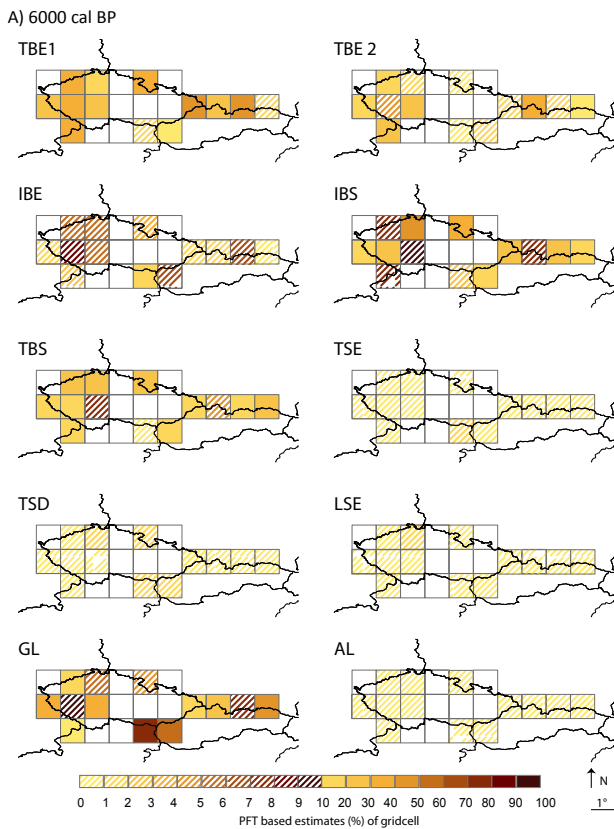 A) 6000 cal BP
TBE1 TBE 2
IBE IBS
TBS TSE
TSD LSE
GL AL
0 1 2 3 4 5 6 7 8 9 10 20 30 40 50 60 70 80 90 100 N
PFT based estimates (%) of gridcell 1°